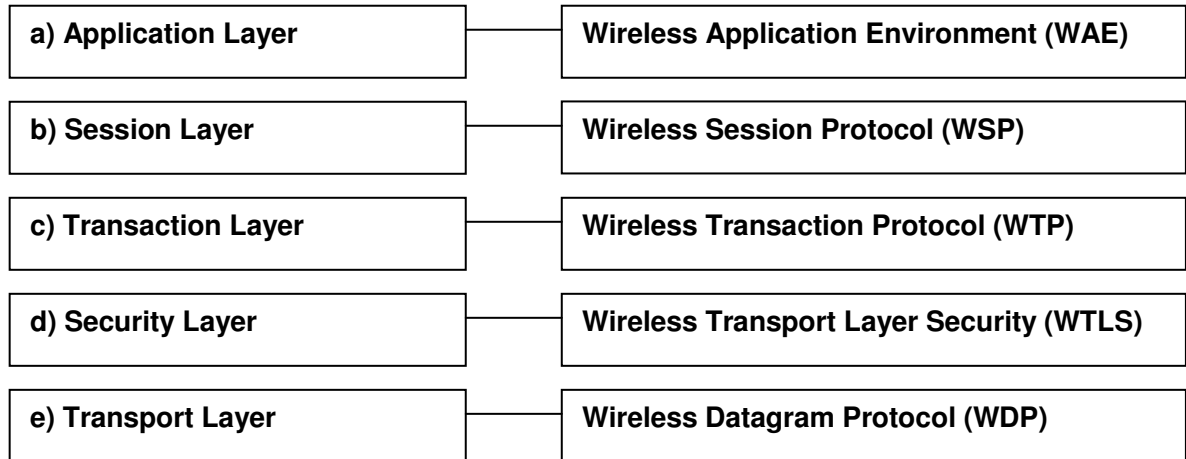 a) Application Layer Wireless Application Environment (WAE)
b) Session Layer Wireless Session Protocol (WSP)
c) Transaction Layer Wireless Transaction Protocol (WTP)
d) Security Layer Wireless Transport Layer Security (WTLS)
e) Transport Layer Wireless Datagram Protocol (WDP)